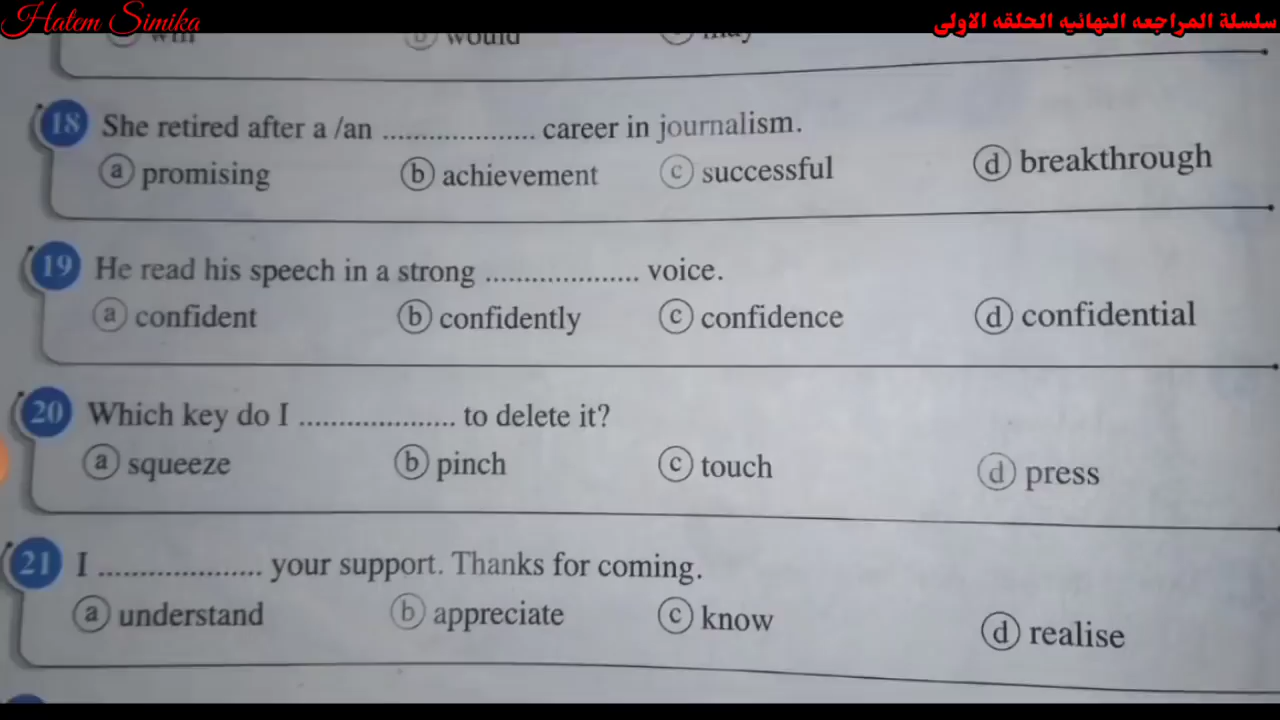 Hatem Simika
سلسلة المراجعه النهائيه الحلقه الاولى
will b would c may
18 She retired after a /an .................... career in journalism.
a promising b achievement c successful d breakthrough
19 He read his speech in a strong .................... voice.
a confident b confidently c confidence d confidential
20 Which key do I .................... to delete it?
a squeeze b pinch c touch d press
21 I ..................... your support. Thanks for coming.
a understand b appreciate c know d realise